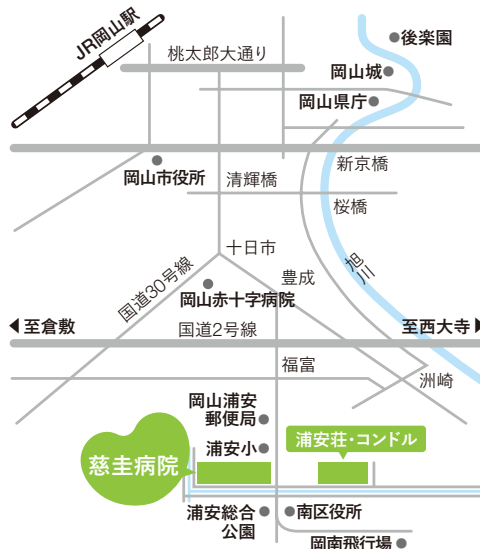 JR岡山駅
桃太郎大通り
後楽園
岡山城
岡山県庁
新京橋
岡山市役所
清輝橋
桜橋
十日市
旭川
国道30号線
豊成
岡山赤十字病院
至倉敷
国道2号線
至西大寺
福富
洲崎
岡山浦安
郵便局
浦安荘・コンドル
浦安小
慈圭病院
浦安総合
公園
南区役所
岡南飛行場